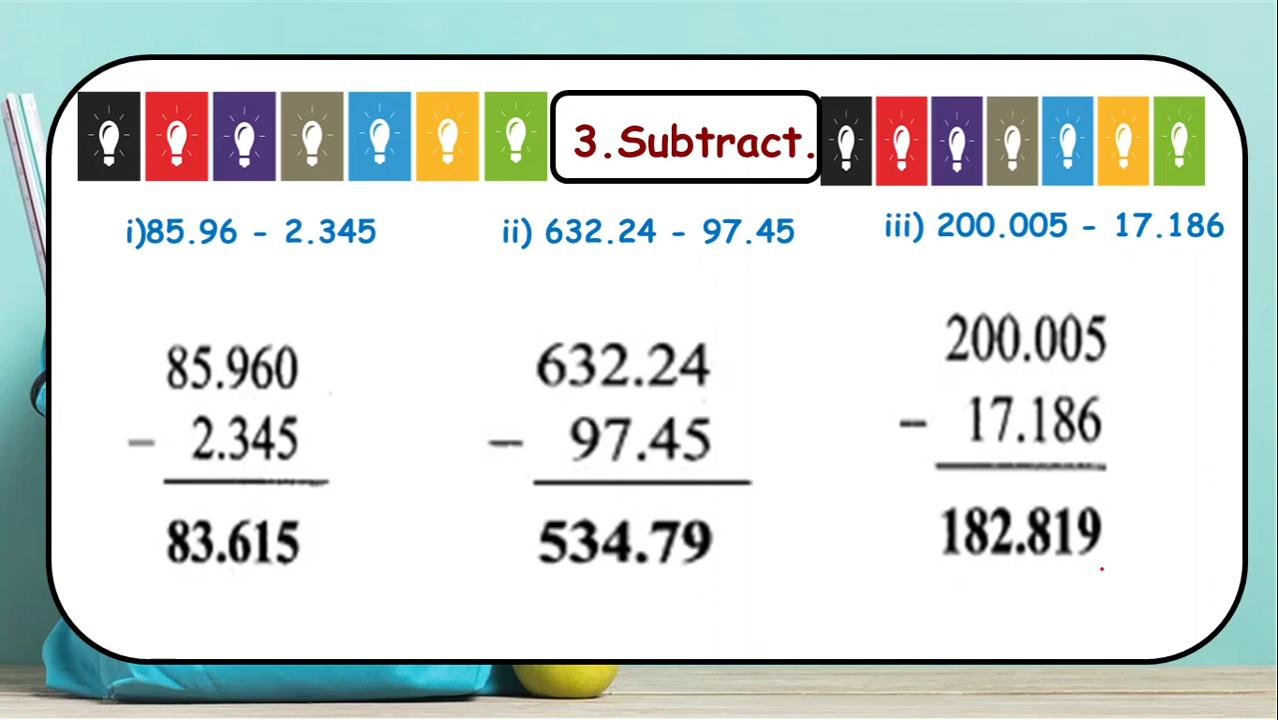 3.Subtract.
i)85.96 - 2.345
ii) 632.24 - 97.45
iii) 200.005 - 17.186
85.960
- 2.345
83.615
632.24
- 97.45
534.79
200.005
- 17.186
182.819